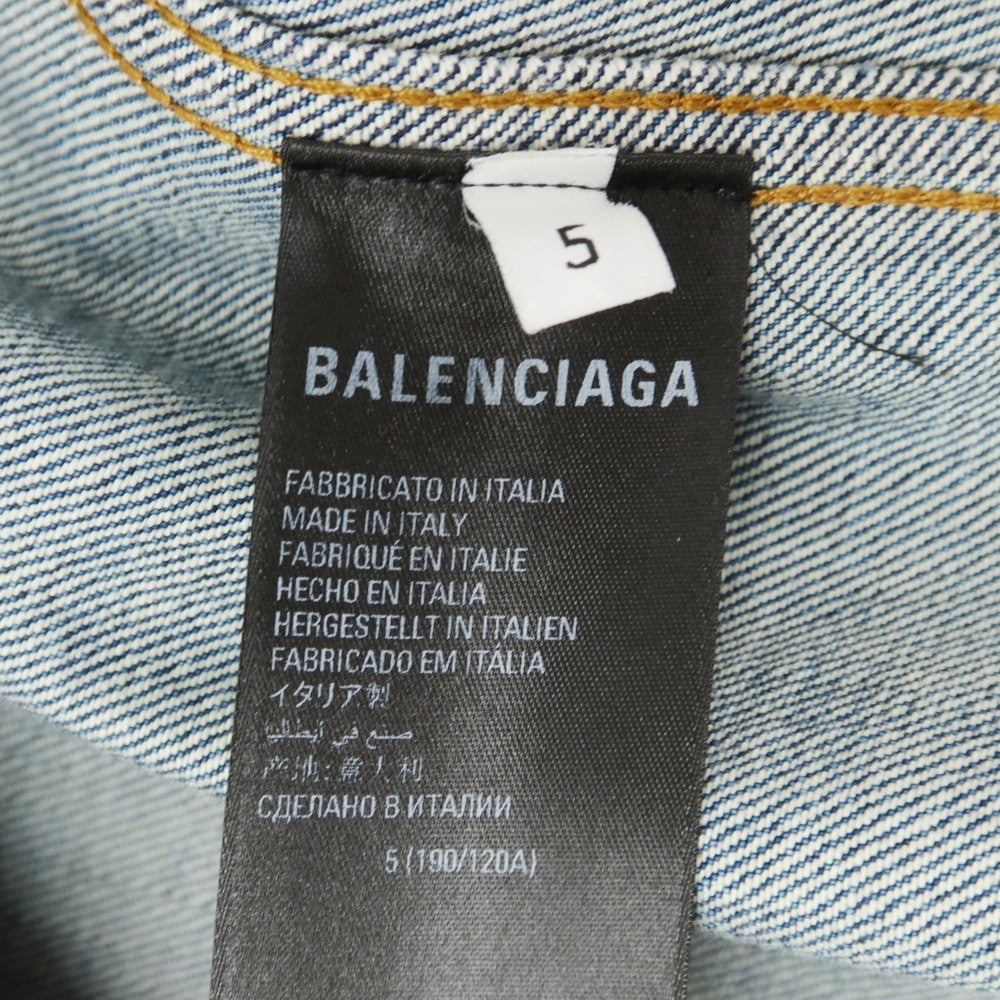 5
BALENCIAGA
FABBRICATO IN ITALIA
MADE IN ITALY
FABRIQUÉ EN ITALIE
HECHO EN ITALIA
HERGESTELLT IN ITALIEN
FABRICADO EM ITÁLIA
イタリア製
صنع في ايطاليا
产地: 意大利
СДЕЛАНО В ИТАЛИИ
5 (190/120A)